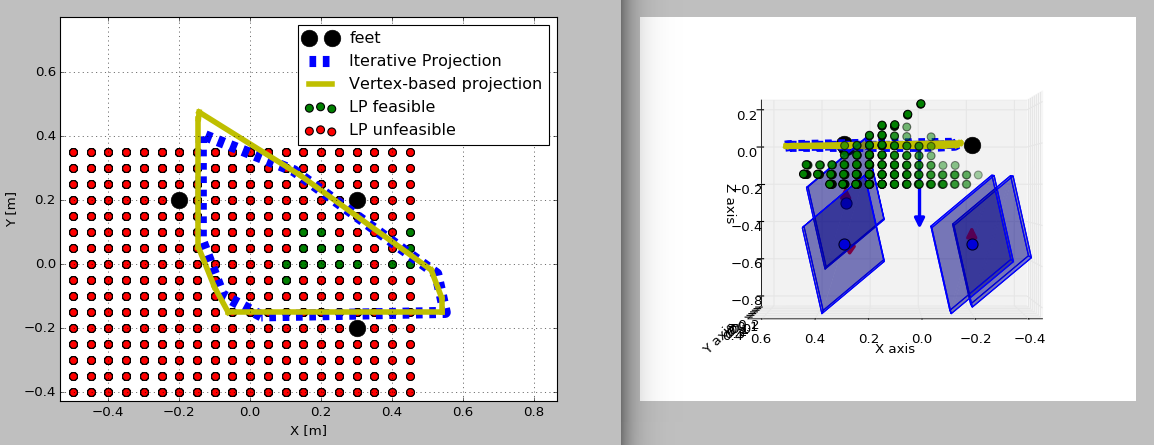 feet
Iterative Projection
Vertex-based projection
LP feasible
LP unfeasible
0.6
0.4
0.2
0.0
−0.2
−0.4
Y [m]
−0.4
−0.2
0.0
0.2
0.4
0.6
0.8
X [m]
0.2
0.0
−0.2
−0.4
−0.6
−0.8
Z axis
Y axis
0.6
0.4
0.2
0.0
−0.2
−0.4
X axis